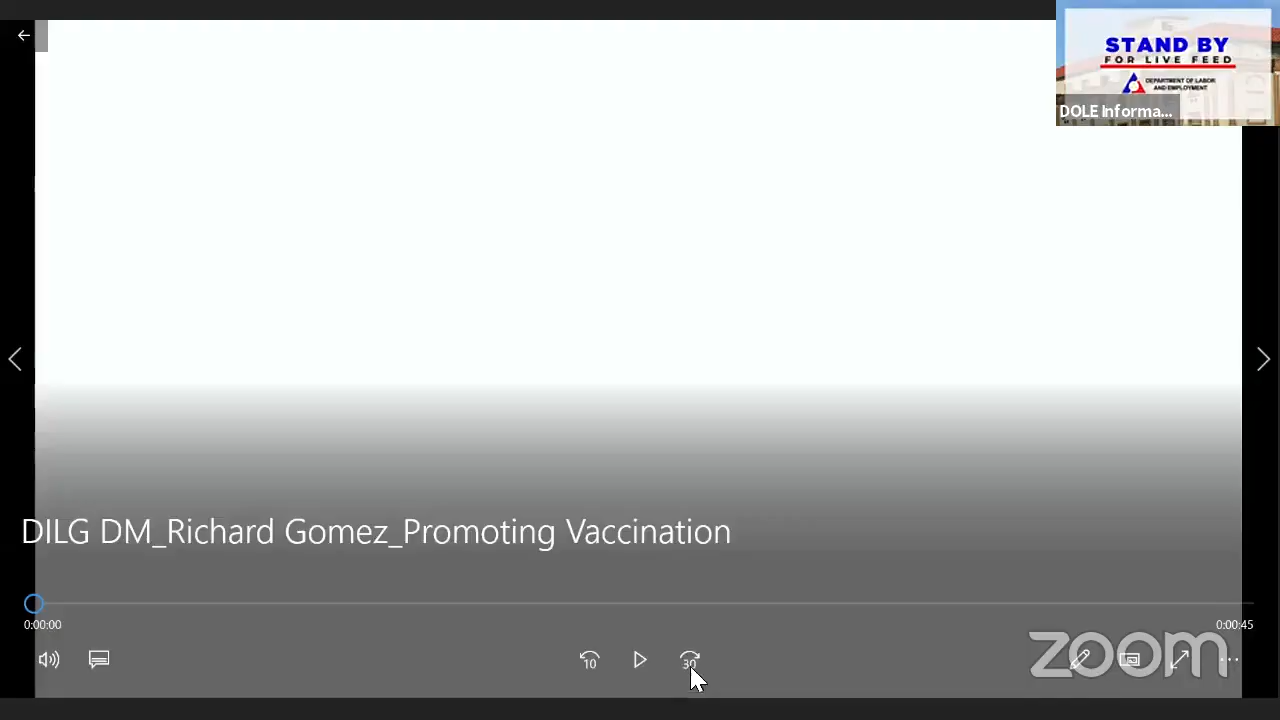 STAND BY
FOR LIVE FEED
DEPARTMENT OF LABOR
AND EMPLOYMENT
DOLE Informa...
DILG DM_Richard Gomez_Promoting Vaccination
0:00:00
0:00:45
10
30
zoom